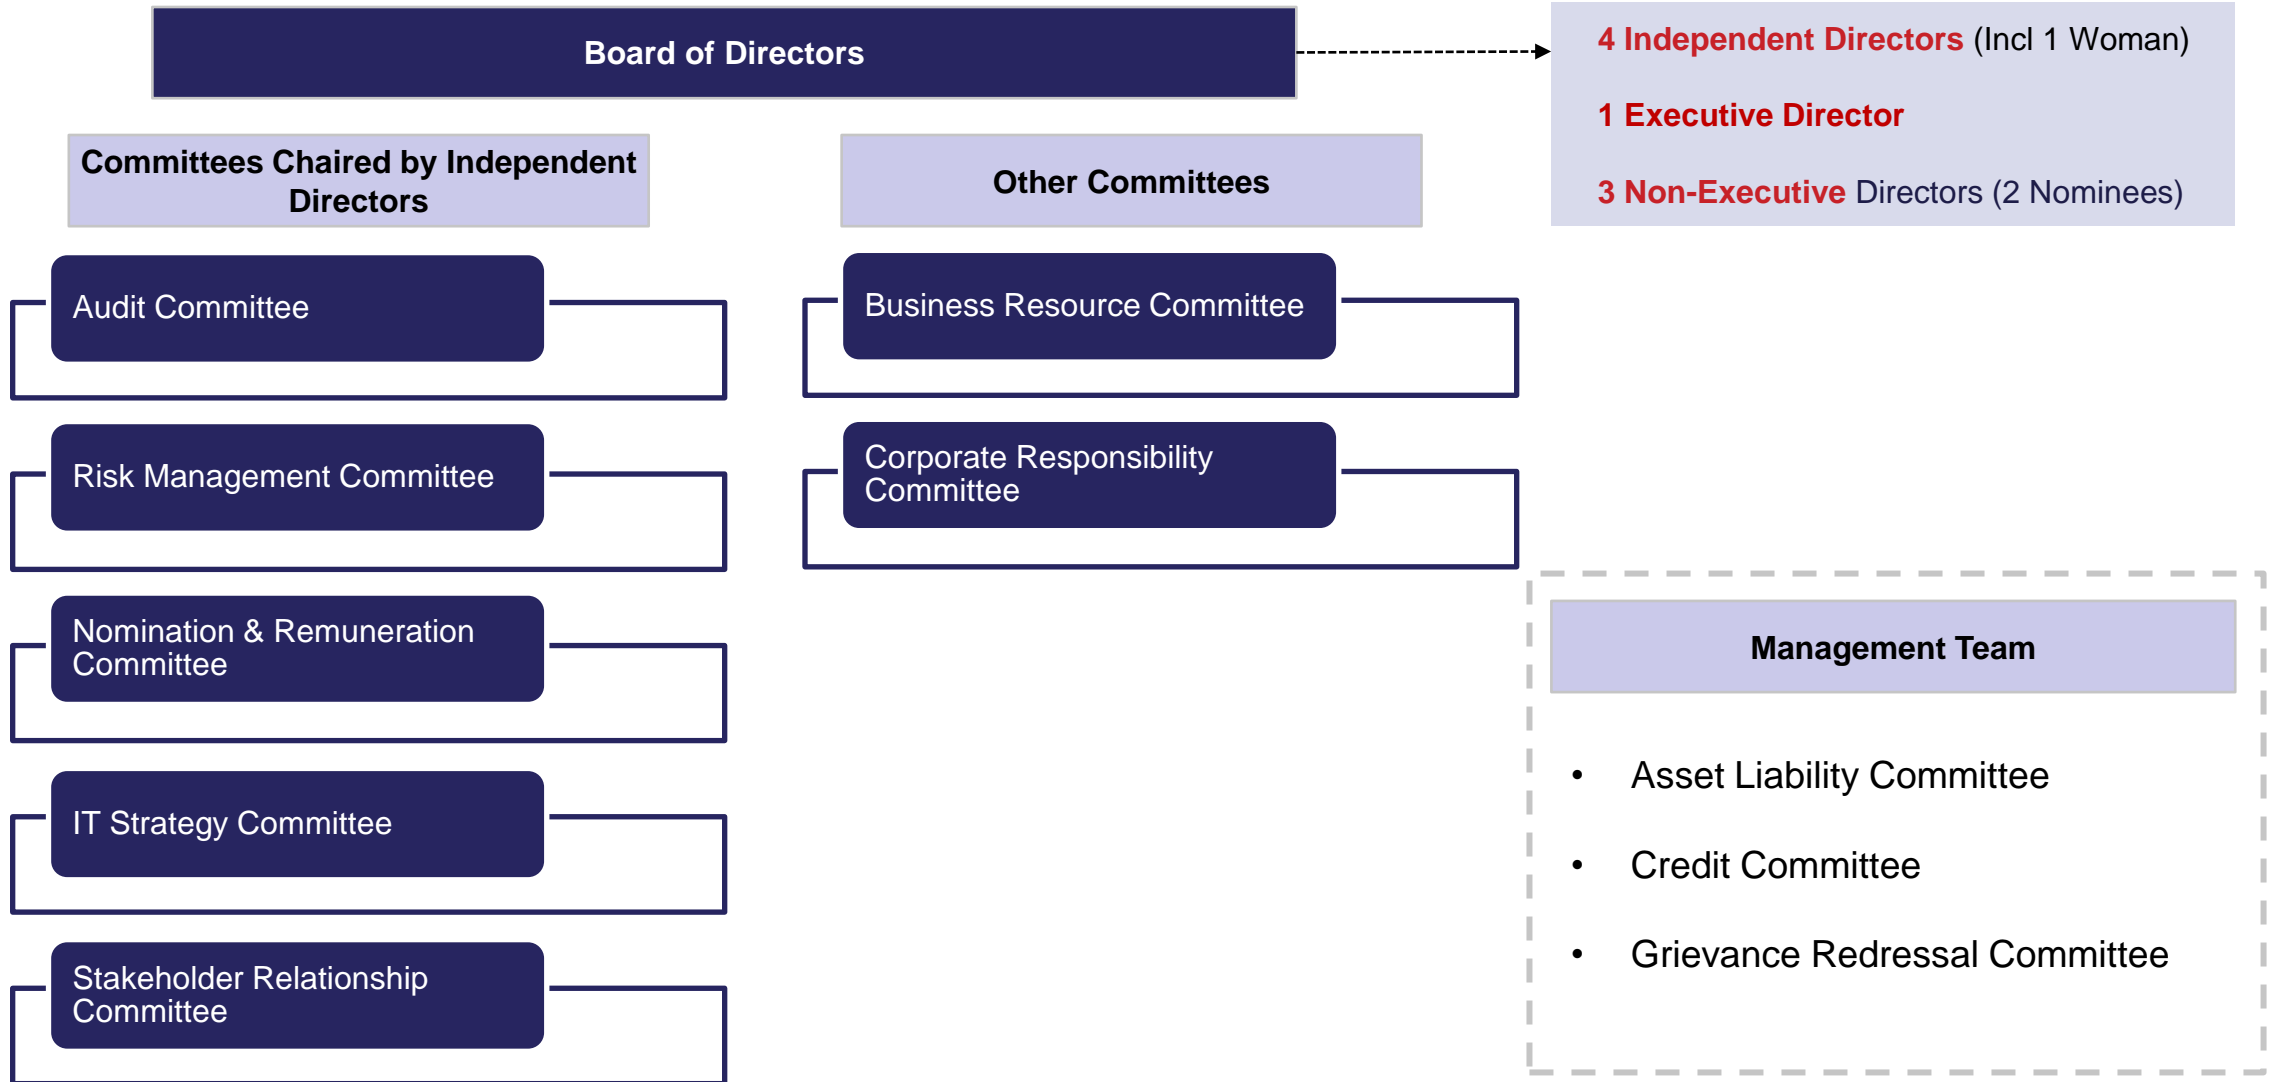 Board of Directors
4 Independent Directors (Incl 1 Woman)
1 Executive Director
3 Non-Executive Directors (2 Nominees)
Committees Chaired by Independent
Directors
Audit Committee
Risk Management Committee
Nomination & Remuneration
Committee
IT Strategy Committee
Stakeholder Relationship
Committee
Other Committees
Business Resource Committee
Corporate Responsibility
Committee
Management Team
• Asset Liability Committee
• Credit Committee
• Grievance Redressal Committee